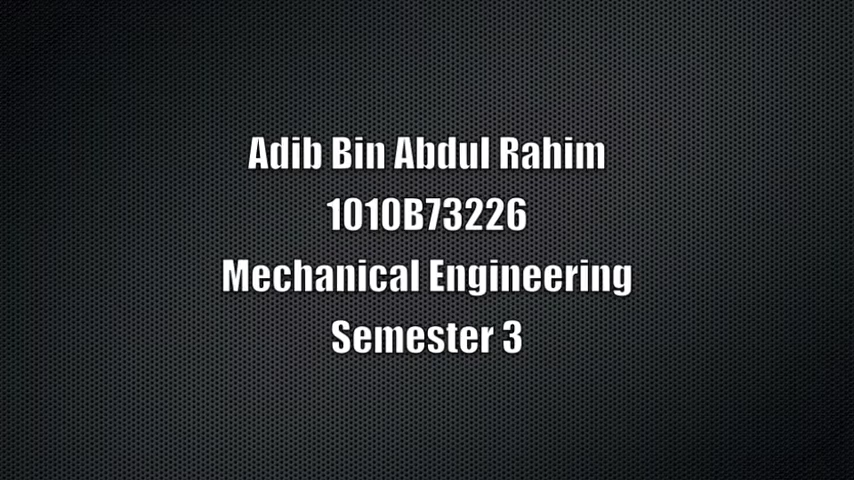 Adib Bin Abdul Rahim
1010B73226
Mechanical Engineering
Semester 3